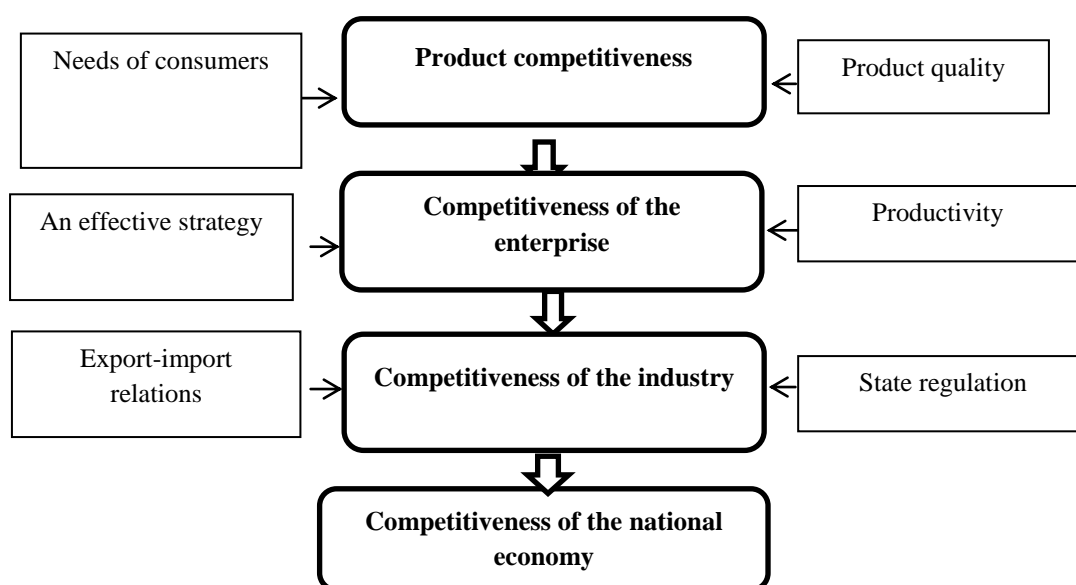 Needs of consumers
Product competitiveness
Product quality
An effective strategy
Competitiveness of the
enterprise
Productivity
Export-import
relations
Competitiveness of the industry
State regulation
Competitiveness of the national
economy